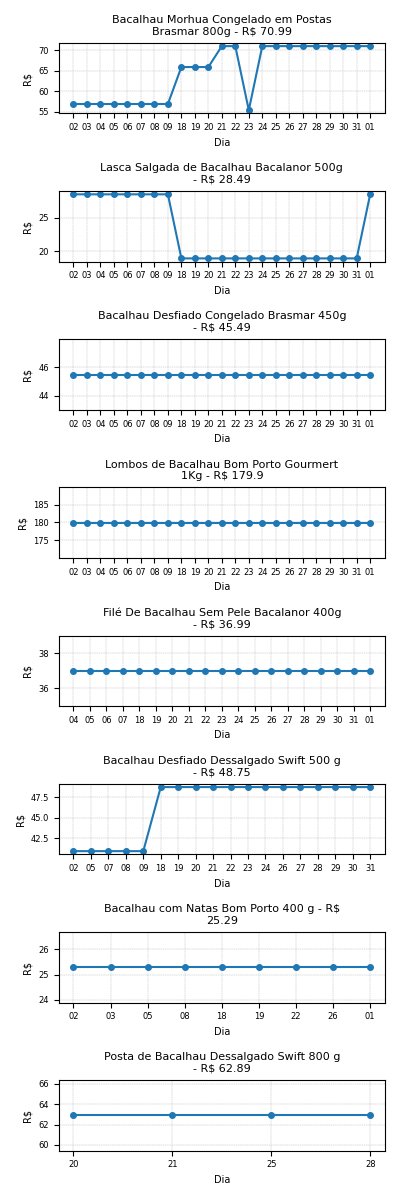 Bacalhau Morhua Congelado em Postas
Brasmar 800g - R$ 70.99
70
65
60
55
R$
02 03 04 05 06 07 08 09 18 19 20 21 22 23 24 25 26 27 28 29 30 31 01
Dia
Lasca Salgada de Bacalhau Bacalanor 500g
- R$ 28.49
25
20
R$
02 03 04 05 06 07 08 09 18 19 20 21 22 23 24 25 26 27 28 29 30 31 01
Dia
Bacalhau Desfiado Congelado Brasmar 450g
- R$ 45.49
46
44
R$
02 03 04 05 06 07 08 09 18 19 20 21 22 23 24 25 26 27 28 29 30 31 01
Dia
Lombos de Bacalhau Bom Porto Gourmert
1Kg - R$ 179.9
185
180
175
R$
02 03 04 05 06 07 08 09 18 19 20 21 22 23 24 25 26 27 28 29 30 31 01
Dia
Filé De Bacalhau Sem Pele Bacalanor 400g
- R$ 36.99
38
36
R$
04 05 06 07 18 19 20 21 22 23 24 25 26 27 28 29 30 31 01
Dia
Bacalhau Desfiado Dessalgado Swift 500 g
- R$ 48.75
47.5
45.0
42.5
R$
02 05 07 08 09 18 19 20 21 22 23 24 25 26 27 28 29 30 31
Dia
Bacalhau com Natas Bom Porto 400 g - R$
25.29
26
25
24
R$
02 03 05 08 18 19 22 26 01
Dia
Posta de Bacalhau Dessalgado Swift 800 g
- R$ 62.89
66
64
62
60
R$
20 21 25 28
Dia